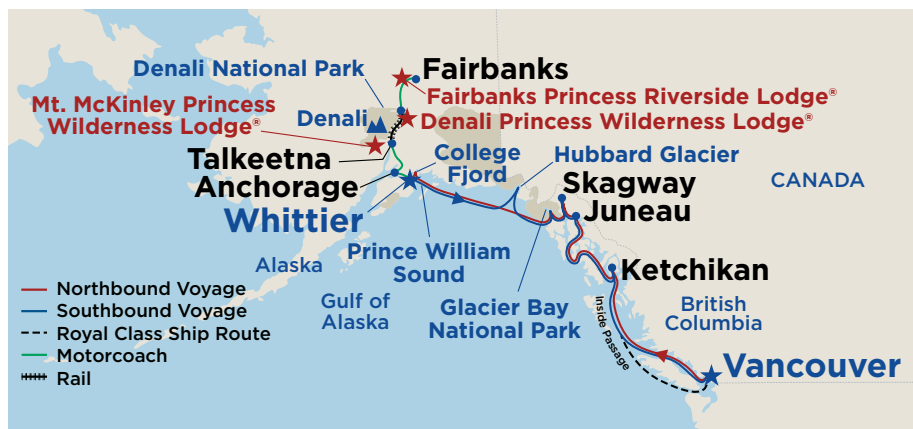 Denali National Park
Fairbanks
Mt. McKinley Princess
Wilderness Lodge®
Fairbanks Princess Riverside Lodge®
Denali
Denali Princess Wilderness Lodge®
Talkeetna
Anchorage
College
Fjord
Hubbard Glacier
Whittier
Skagway
Juneau
CANADA
Prince William
Sound
Alaska
Ketchikan
Gulf of
Alaska
Glacier Bay
National Park
British
Columbia
Inside Passage
Vancouver
Northbound Voyage
Southbound Voyage
Royal Class Ship Route
Motorcoach
Rail